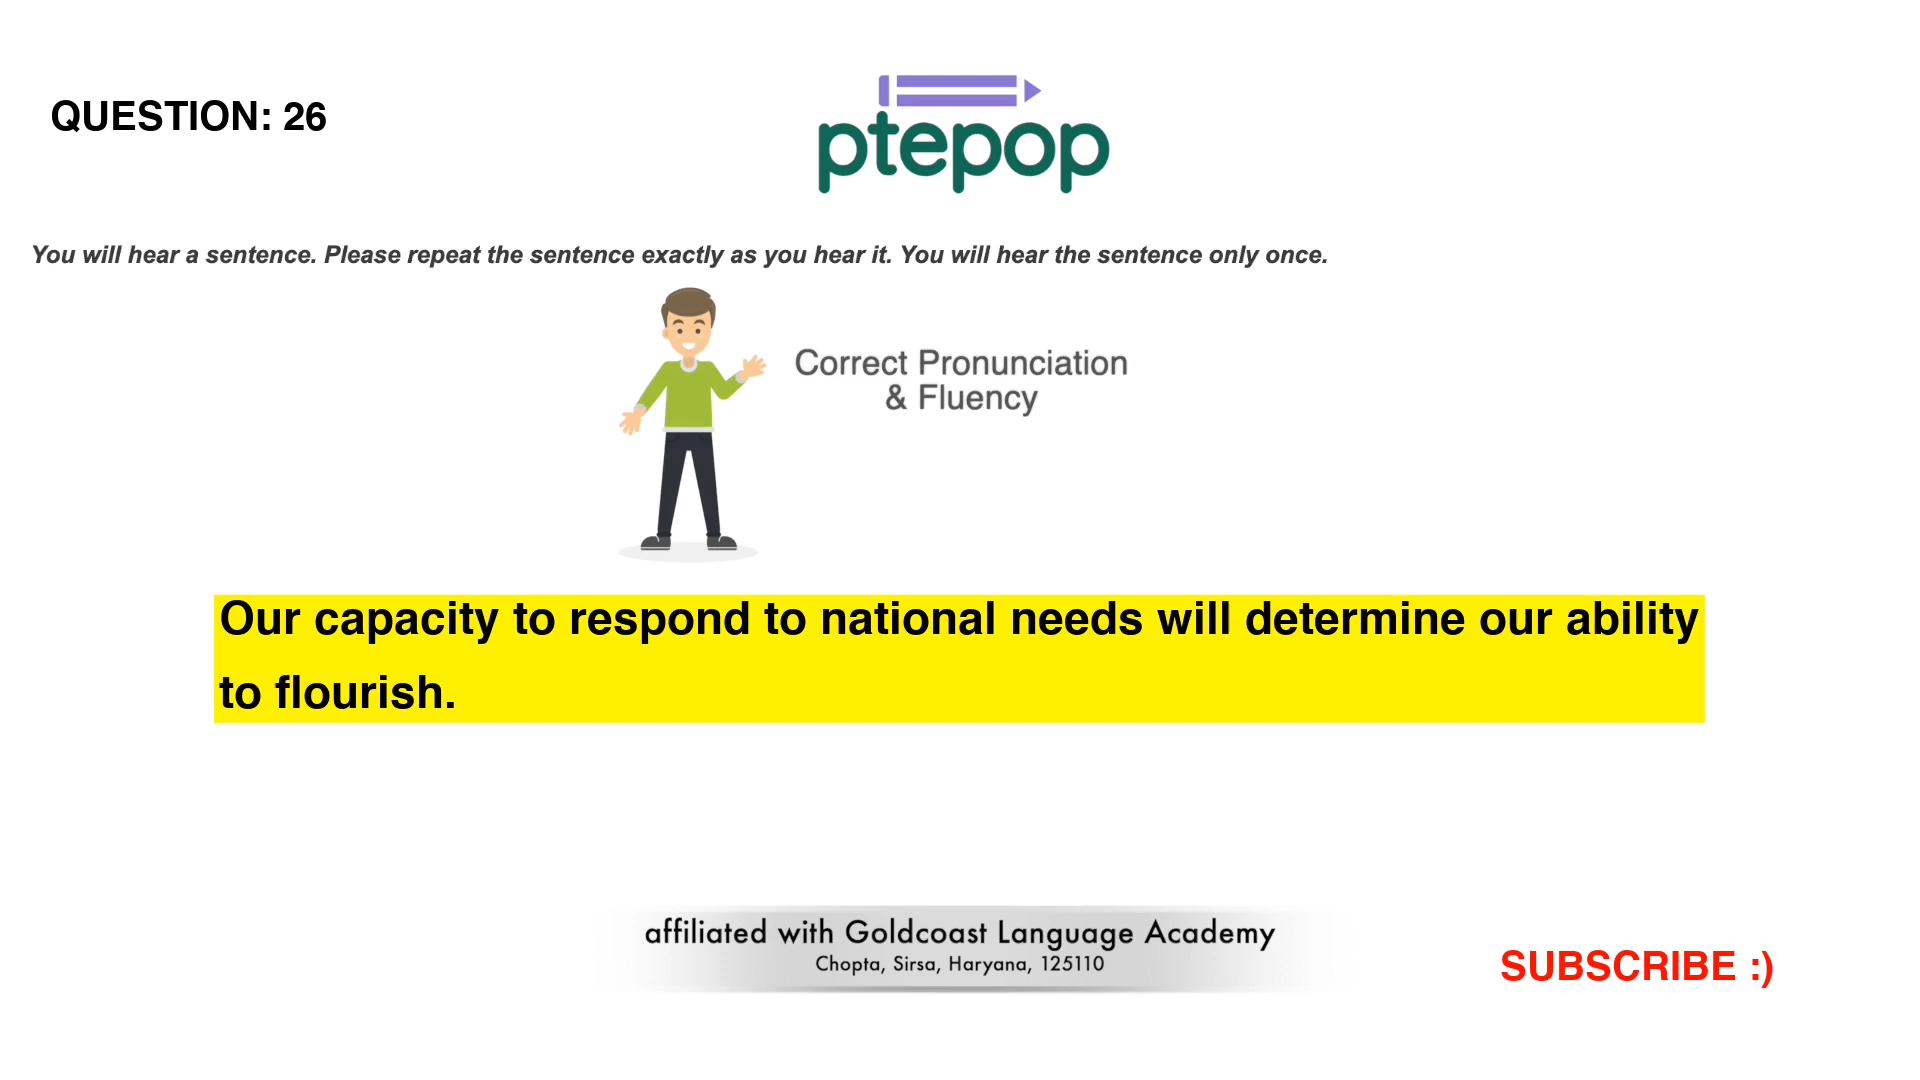 QUESTION: 26
ptepop
You will hear a sentence. Please repeat the sentence exactly as you hear it. You will hear the sentence only once.
Correct Pronunciation
& Fluency
Our capacity to respond to national needs will determine our ability
to flourish.
affiliated with Goldcoast Language Academy
Chopta, Sirsa, Haryana, 125110
SUBSCRIBE :)